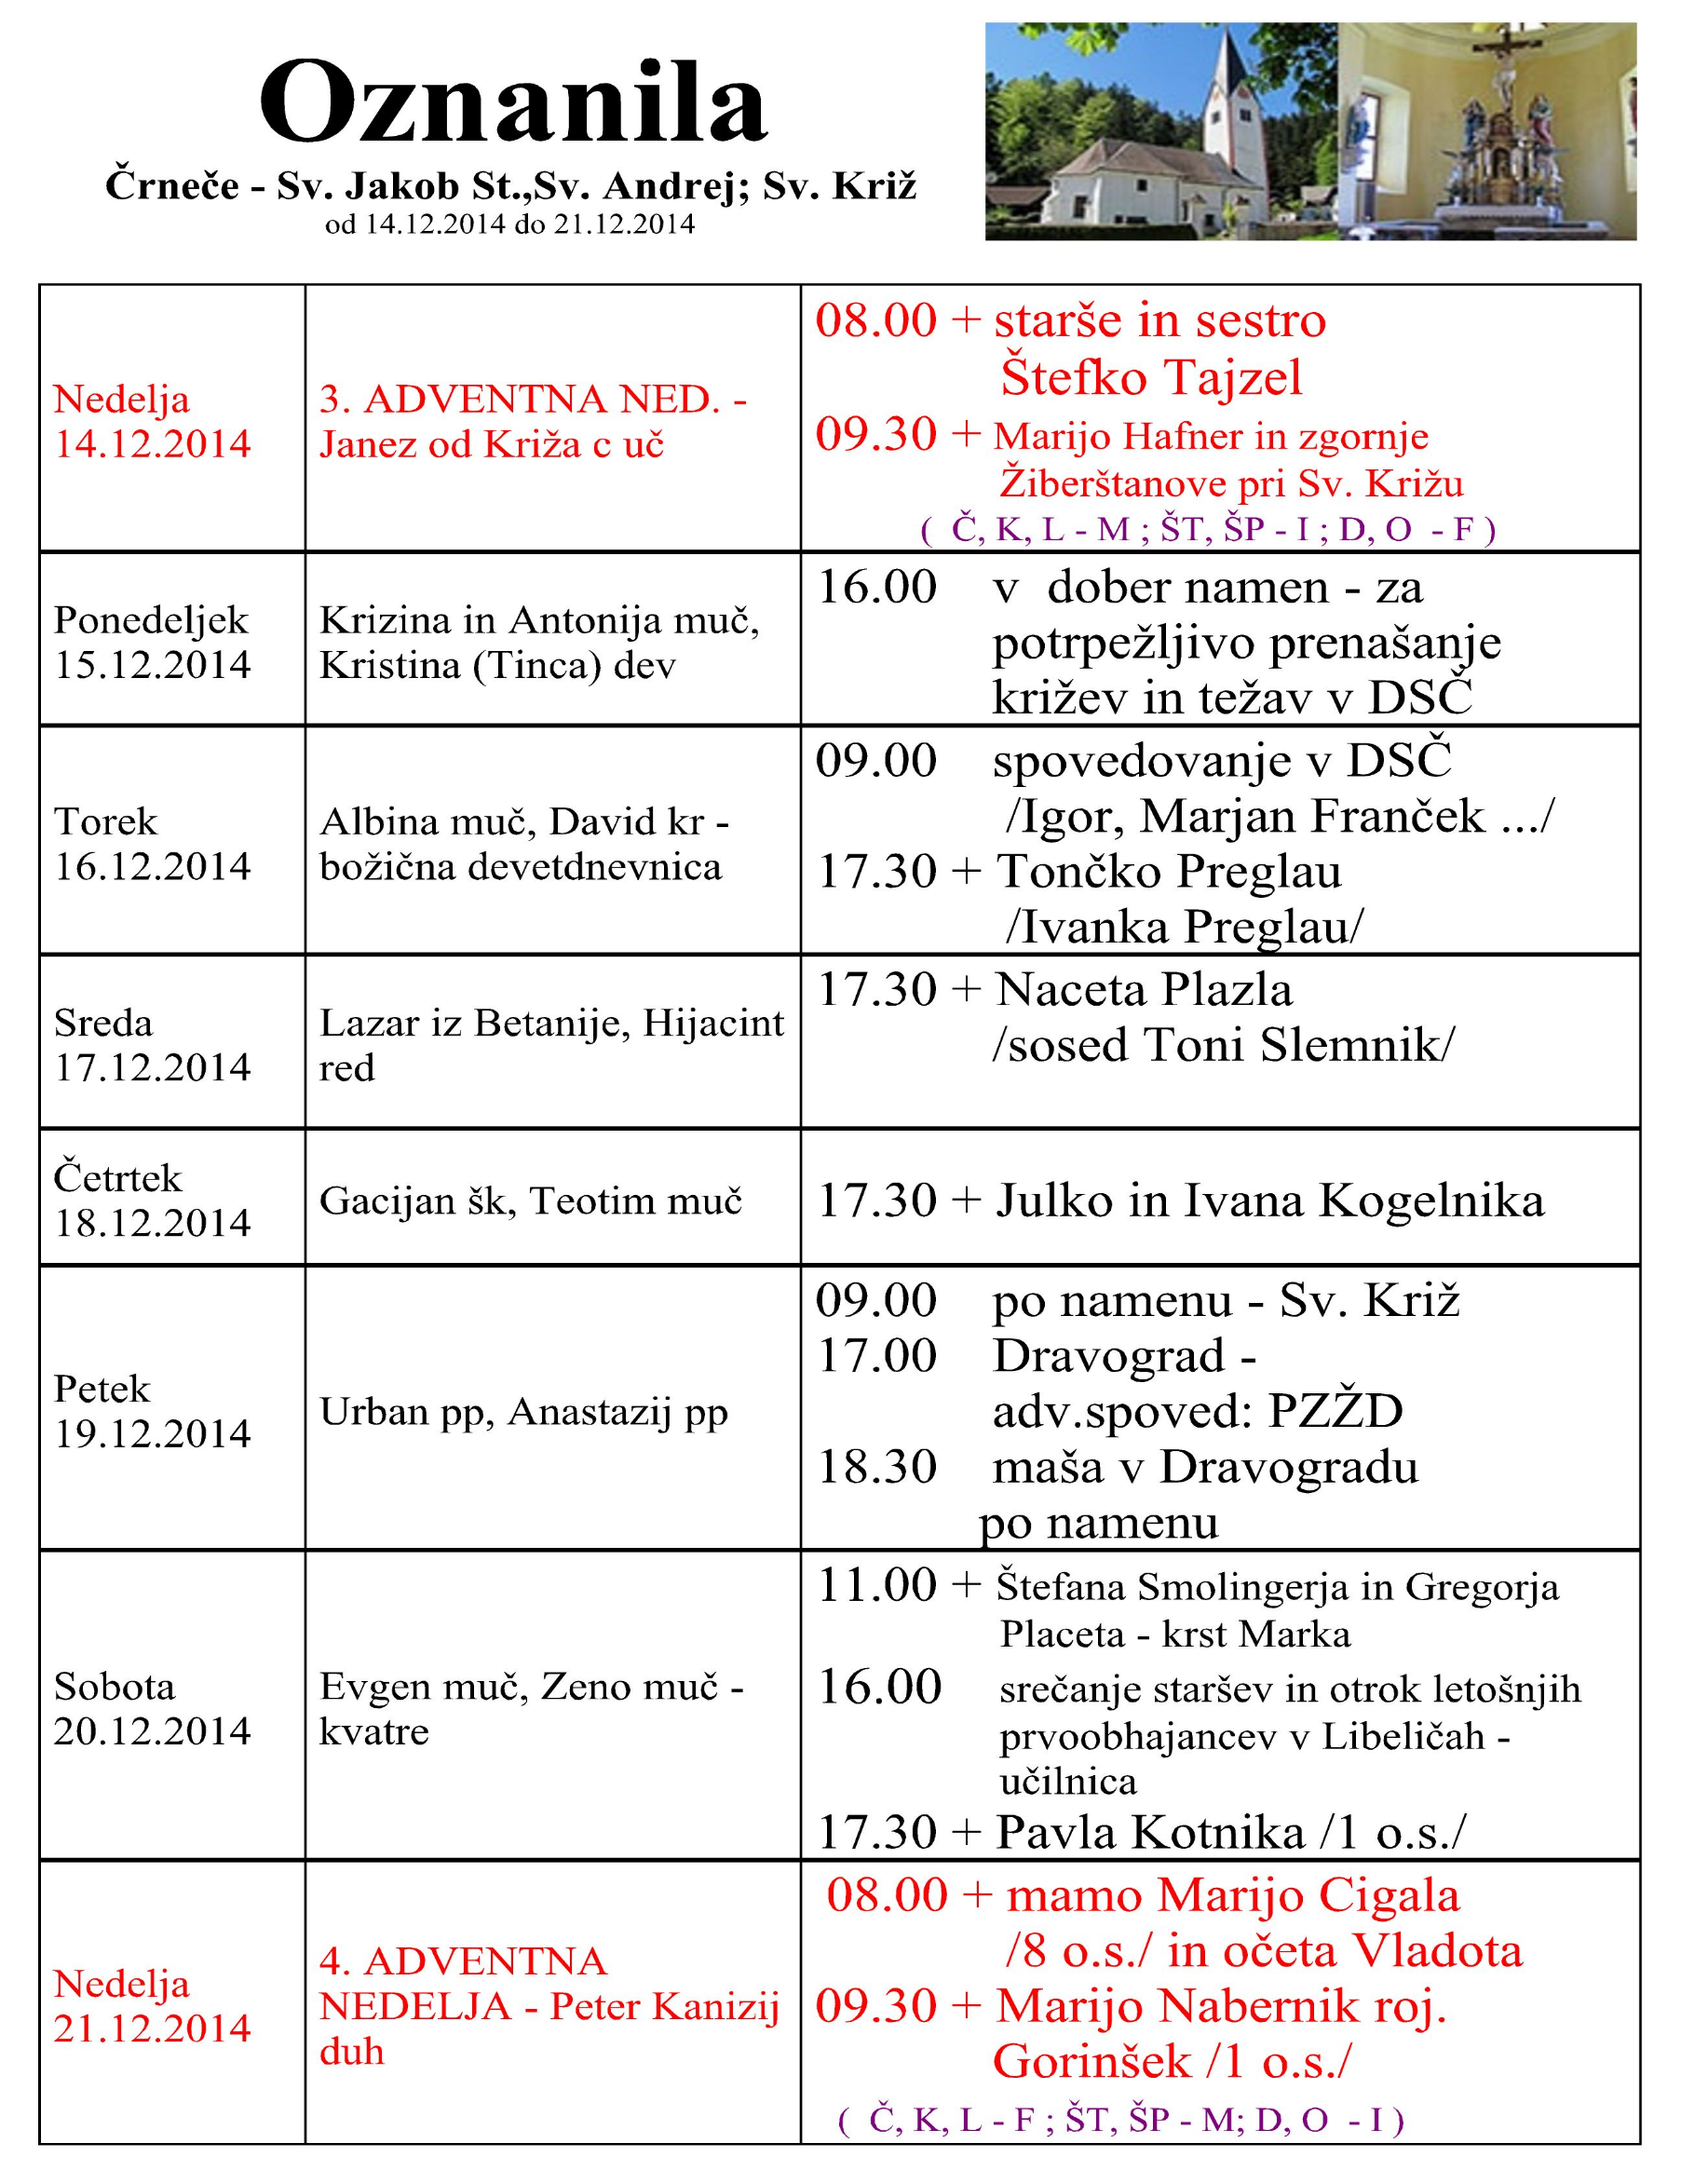 Oznanila
Črneče - Sv. Jakob St.,Sv. Andrej; Sv. Križ
od 14.12.2014 do 21.12.2014
Nedelja
14.12.2014
3. ADVENTNA NED. -
Janez od Križa c uč
08.00 + starše in sestro
Štefko Tajzel
09.30 + Marijo Hafner in zgornje
Žiberštanove pri Sv. Križu
( Č, K, L - M ; ŠT, ŠP - I ; D, O - F )
Ponedeljek
15.12.2014
Krizina in Antonija muč,
Kristina (Tinca) dev
16.00 v dober namen - za
potrpežljivo prenašanje
križev in težav v DSČ
Torek
16.12.2014
Albina muč, David kr -
božična devetdnevnica
09.00 spovedovanje v DSČ
/Igor, Marjan Franček .../
17.30 + Tončko Preglau
/Ivanka Preglau/
Sreda
17.12.2014
Lazar iz Betanije, Hijacint
red
17.30 + Naceta Plazla
/sosed Toni Slemnik/
Četrtek
18.12.2014
Gacijan šk, Teotim muč
17.30 + Julko in Ivana Kogelnika
Petek
19.12.2014
Urban pp, Anastazij pp
09.00 po namenu - Sv. Križ
17.00 Dravograd -
adv.spoved: PZŽD
18.30 maša v Dravogradu
po namenu
Sobota
20.12.2014
Evgen muč, Zeno muč -
kvatre
11.00 + Štefana Smolingerja in Gregorja
Placeta - krst Marka
16.00 srečanje staršev in otrok letošnjih
prvoobhajancev v Libeličah -
učilnica
17.30 + Pavla Kotnika /1 o.s./
Nedelja
21.12.2014
4. ADVENTNA
NEDELJA - Peter Kanizij
duh
08.00 + mamo Marijo Cigala
/8 o.s./ in očeta Vladota
09.30 + Marijo Nabernik roj.
Gorinšek /1 o.s./
( Č, K, L - F ; ŠT, ŠP - M; D, O - I )